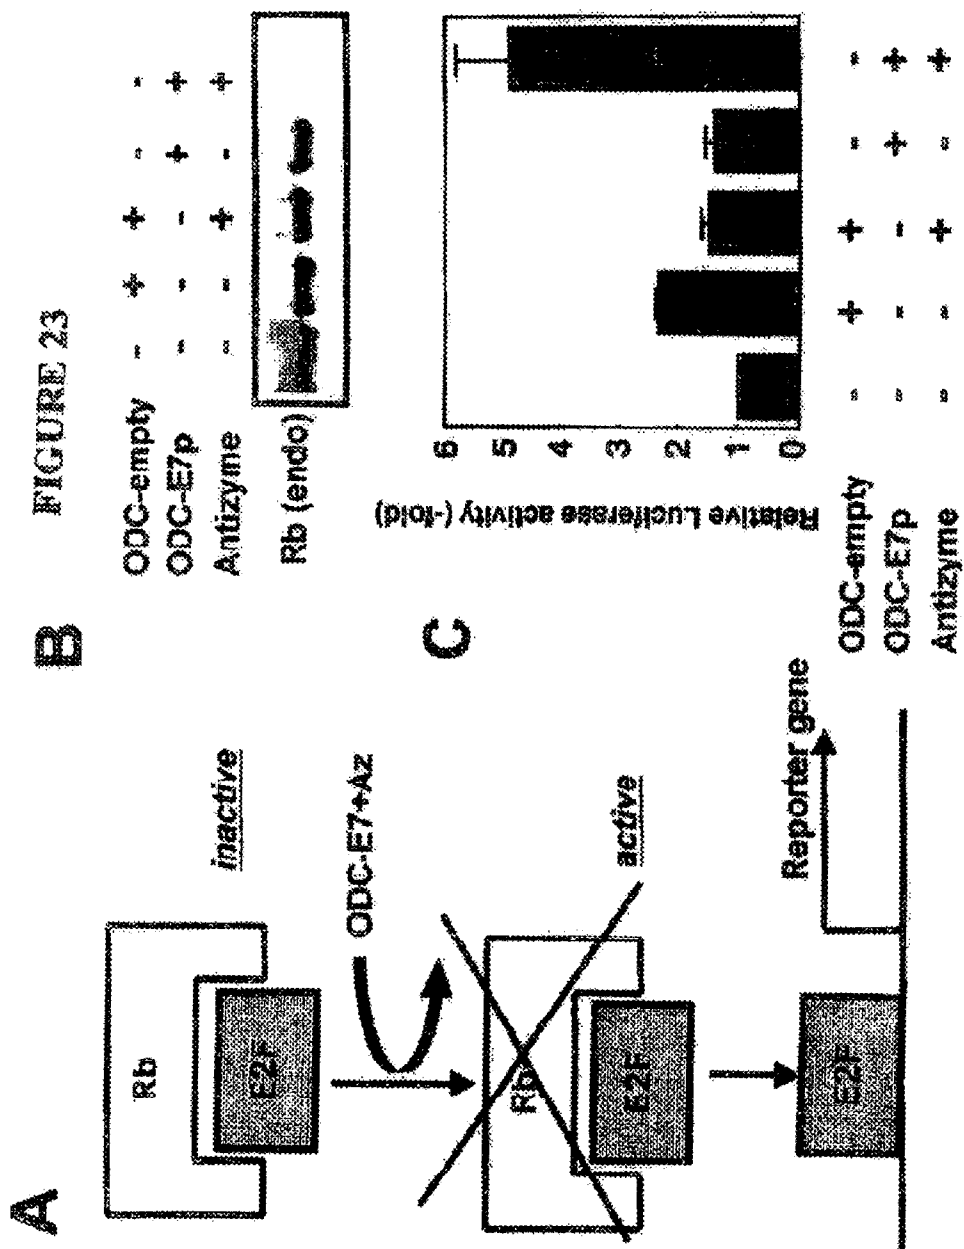 FIGURE 23
A
Rb
E2F
inactive
ODC-E7+Az
Rb
E2F
active
E2F
Reporter gene
B
ODC-empty - + + - -
ODC-E7p - - - + +
Antizyme - - + - +
Rb (endo)
C
Relative Luciferase activity (-fold)
6
5
4
3
2
1
0
ODC-empty - + + - -
ODC-E7p - - - + +
Antizyme - - + - +